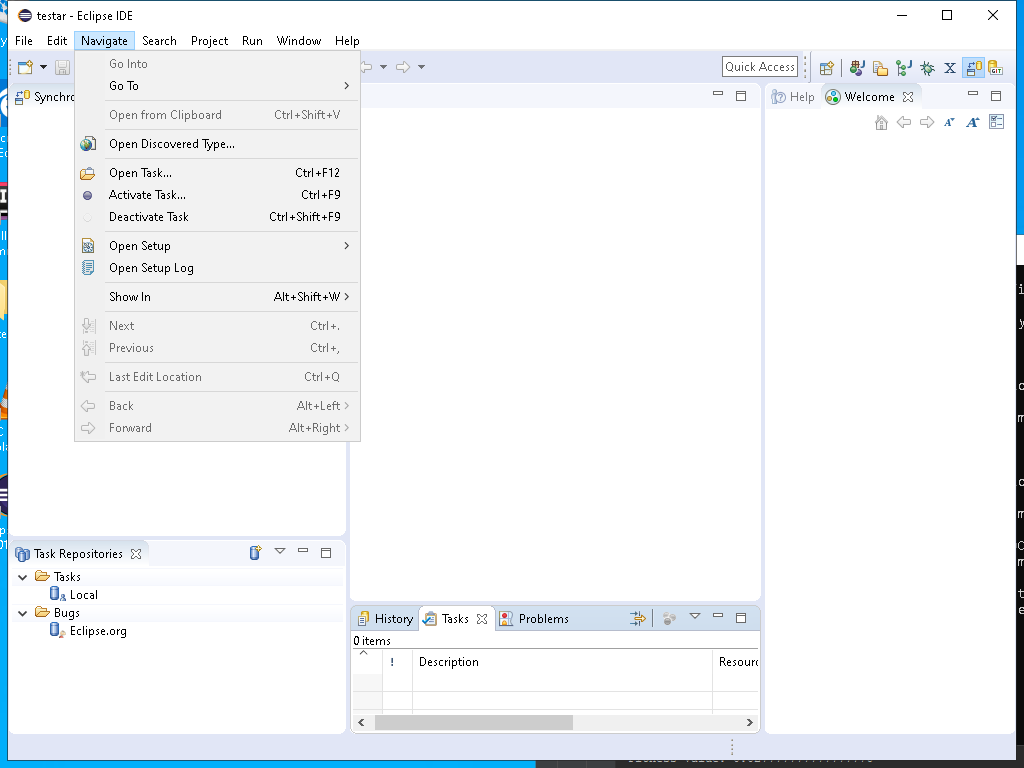 testar - Eclipse IDE
File Edit Navigate Search Project Run Window Help
Quick Access
Synchro
Go Into
Go To
Open from Clipboard Ctrl+Shift+V
Open Discovered Type...
Open Task... Ctrl+F12
Activate Task... Ctrl+F9
Deactivate Task Ctrl+Shift+F9
Open Setup
Open Setup Log
Show In Alt+Shift+W
Next Ctrl+.
Previous Ctrl+,
Last Edit Location Ctrl+Q
Back Alt+Left
Forward Alt+Right
Help Welcome
Task Repositories
Tasks
Local
Bugs
Eclipse.org
History Tasks Problems
0 items
! Description Resourc